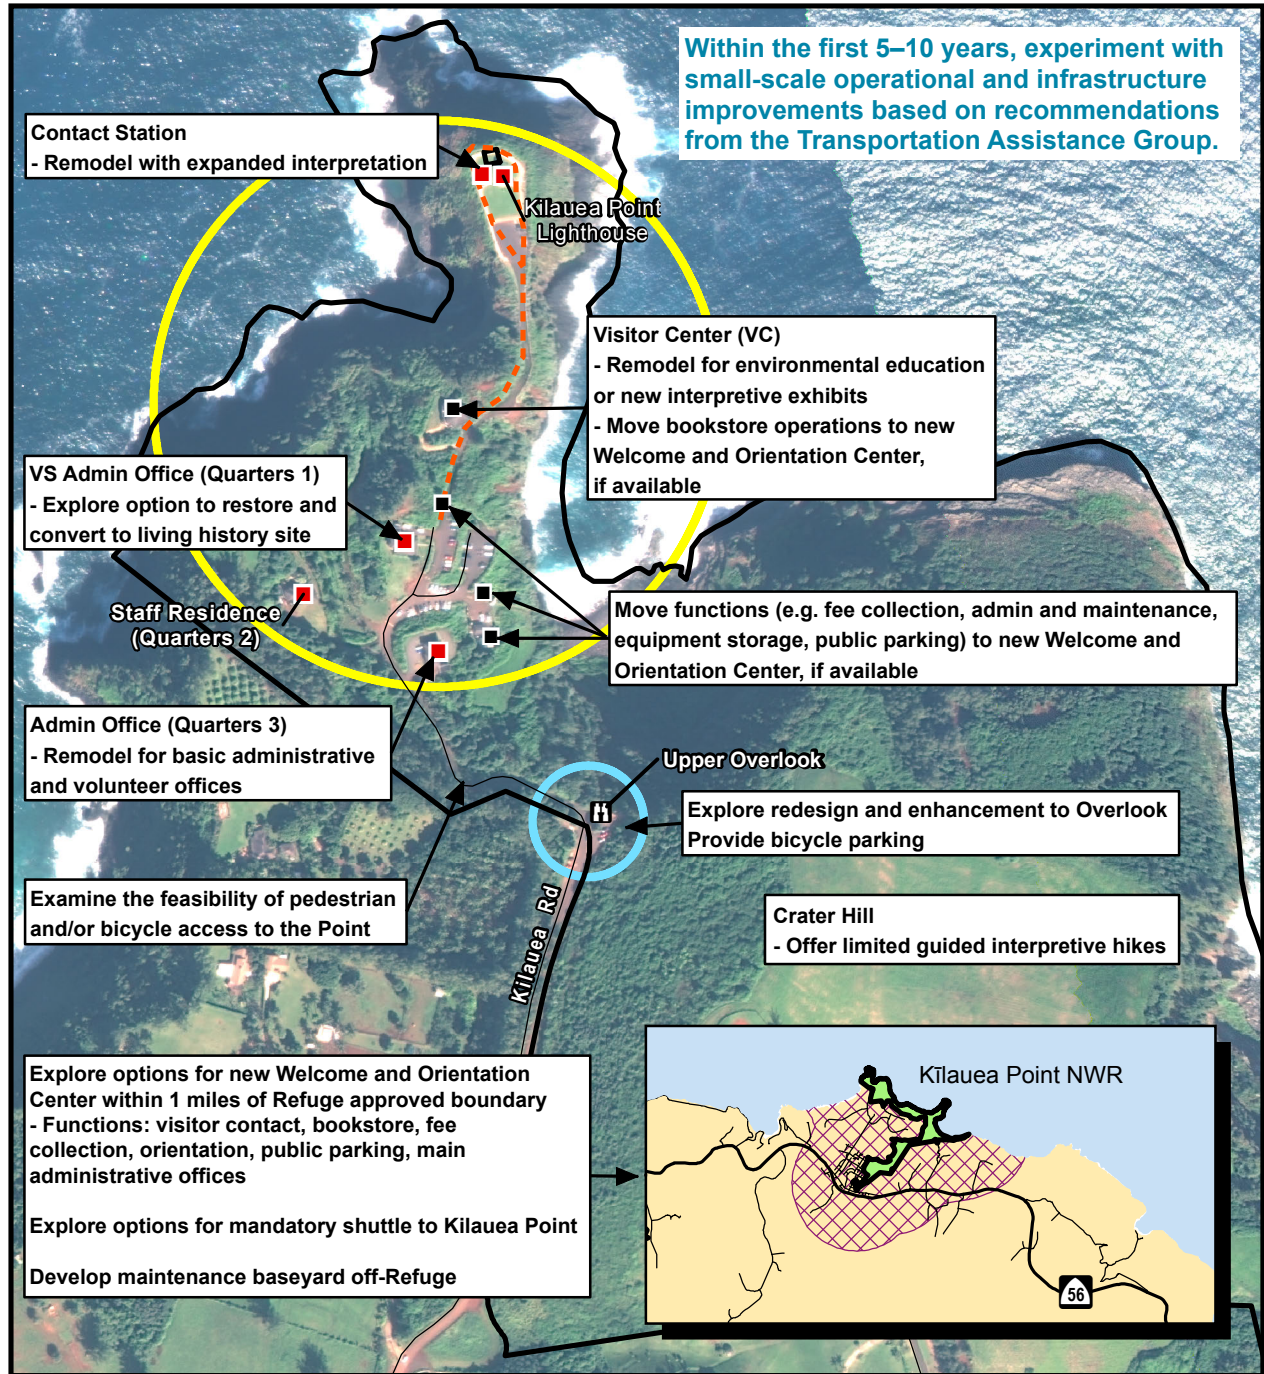 Within the first 5–10 years, experiment with
small-scale operational and infrastructure
improvements based on recommendations
from the Transportation Assistance Group.
Contact Station
- Remodel with expanded interpretation
Kilauea Point
Lighthouse
Visitor Center (VC)
- Remodel for environmental education
or new interpretive exhibits
- Move bookstore operations to new
Welcome and Orientation Center,
if available
VS Admin Office (Quarters 1)
- Explore option to restore and
convert to living history site
Staff Residence
(Quarters 2)
Move functions (e.g. fee collection, admin and maintenance,
equipment storage, public parking) to new Welcome and
Orientation Center, if available
Admin Office (Quarters 3)
- Remodel for basic administrative
and volunteer offices
Upper Overlook
Explore redesign and enhancement to Overlook
Provide bicycle parking
Examine the feasibility of pedestrian
and/or bicycle access to the Point
Kilauea Rd
Crater Hill
- Offer limited guided interpretive hikes
Explore options for new Welcome and Orientation
Center within 1 miles of Refuge approved boundary
- Functions: visitor contact, bookstore, fee
collection, orientation, public parking, main
administrative offices
Explore options for mandatory shuttle to Kilauea Point
Develop maintenance baseyard off-Refuge
Kīlauea Point NWR
56